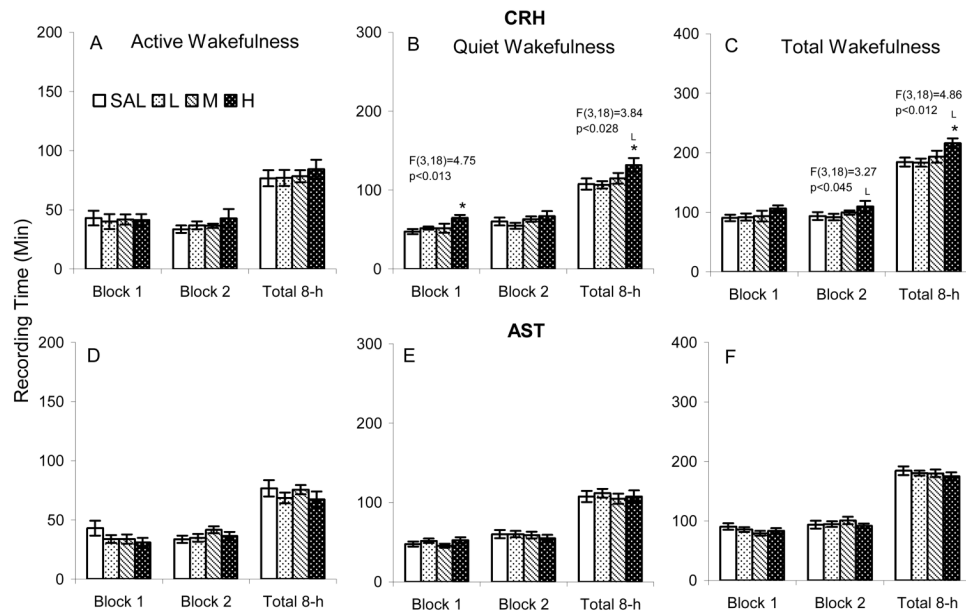 CRH
A Active Wakefulness
B Quiet Wakefulness
C Total Wakefulness
SAL L M H
Recording Time (Min)
200
150
100
50
0
Block 1 Block 2 Total 8-h
300
200
100
0
F(3,18)=4.75
p<0.013
*
F(3,18)=3.84
p<0.028
L
*
Block 1 Block 2 Total 8-h
400
300
200
100
0
F(3,18)=3.27
p<0.045
L
F(3,18)=4.86
p<0.012
L
*
Block 1 Block 2 Total 8-h
AST
D
200
150
100
50
0
Block 1 Block 2 Total 8-h
E
300
200
100
0
Block 1 Block 2 Total 8-h
F
400
300
200
100
0
Block 1 Block 2 Total 8-h